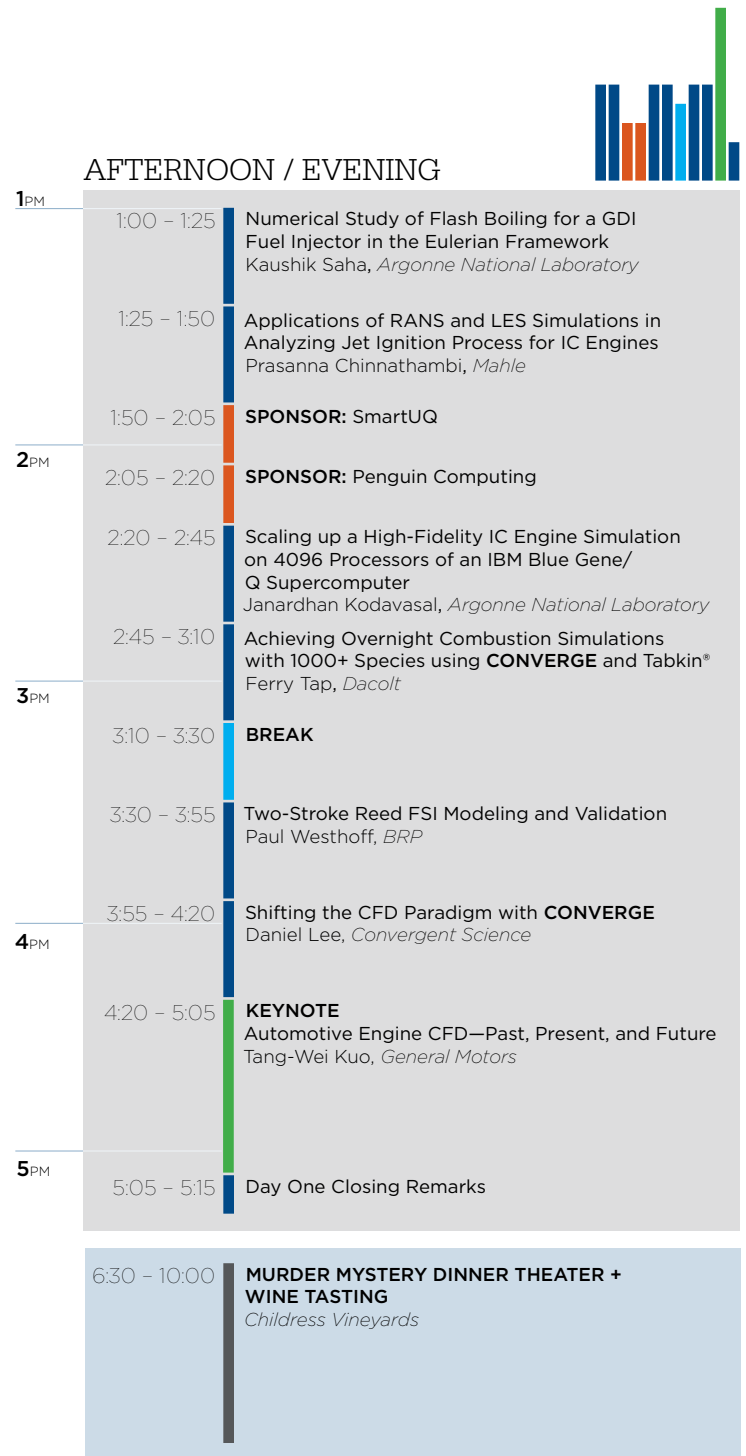 AFTERNOON / EVENING
1PM
1:00 – 1:25
Numerical Study of Flash Boiling for a GDI
Fuel Injector in the Eulerian Framework
Kaushik Saha, Argonne National Laboratory
1:25 – 1:50
Applications of RANS and LES Simulations in
Analyzing Jet Ignition Process for IC Engines
Prasanna Chinnathambi, Mahle
1:50 – 2:05
SPONSOR: SmartUQ
2PM
2:05 – 2:20
SPONSOR: Penguin Computing
2:20 – 2:45
Scaling up a High-Fidelity IC Engine Simulation
on 4096 Processors of an IBM Blue Gene/
Q Supercomputer
Janardhan Kodavasal, Argonne National Laboratory
2:45 – 3:10
Achieving Overnight Combustion Simulations
with 1000+ Species using CONVERGE and Tabkin®
Ferry Tap, Dacolt
3PM
3:10 – 3:30
BREAK
3:30 – 3:55
Two-Stroke Reed FSI Modeling and Validation
Paul Westhoff, BRP
3:55 – 4:20
Shifting the CFD Paradigm with CONVERGE
Daniel Lee, Convergent Science
4PM
4:20 – 5:05
KEYNOTE
Automotive Engine CFD—Past, Present, and Future
Tang-Wei Kuo, General Motors
5PM
5:05 – 5:15
Day One Closing Remarks
6:30 – 10:00
MURDER MYSTERY DINNER THEATER +
WINE TASTING
Childress Vineyards